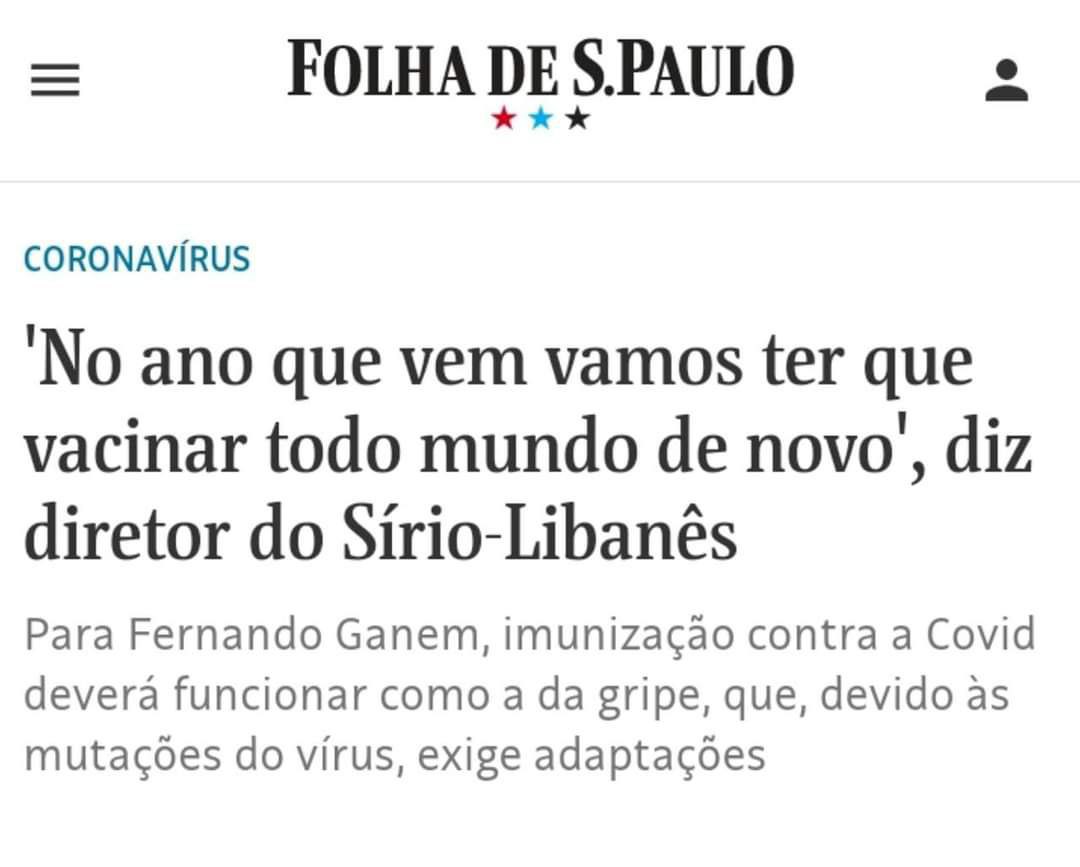 FOLHA DE S.PAULO
CORONAVÍRUS
'No ano que vem vamos ter que
vacinar todo mundo de novo', diz
diretor do Sírio-Libanês
Para Fernando Ganem, imunização contra a Covid
deverá funcionar como a da gripe, que, devido às
mutações do vírus, exige adaptações